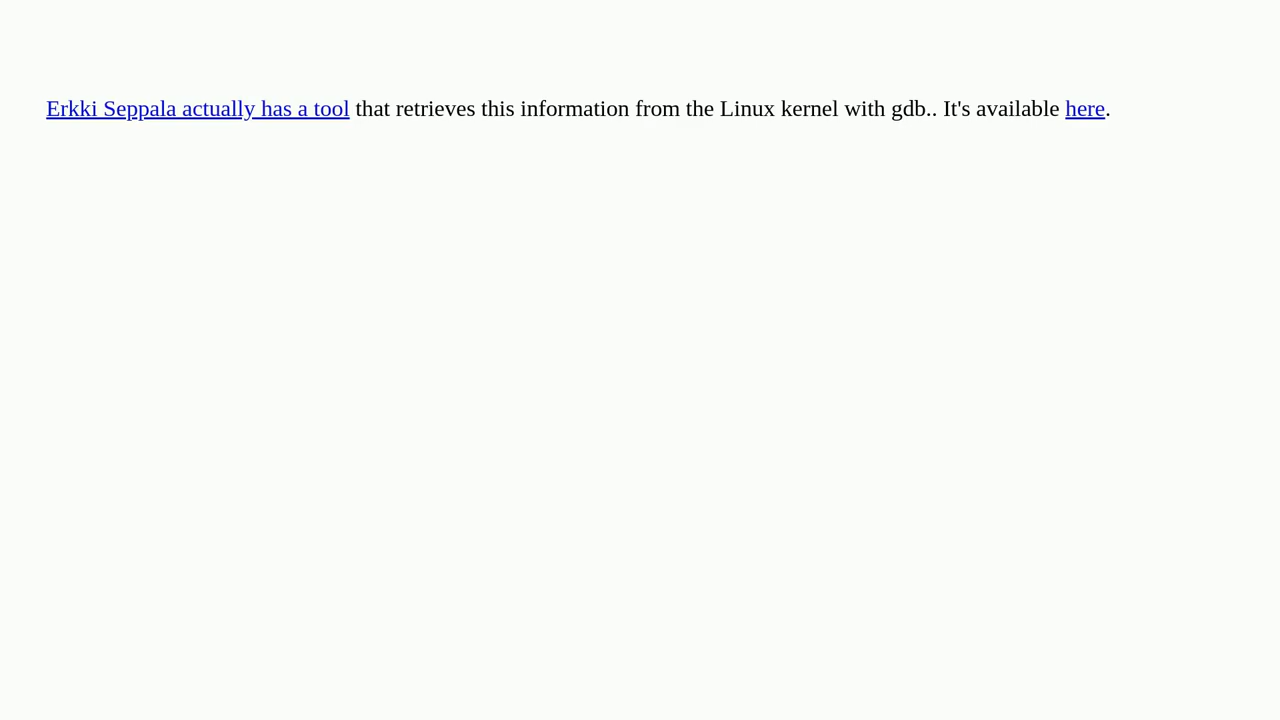 Erkki Seppala actually has a tool that retrieves this information from the Linux kernel with gdb.. It's available here.